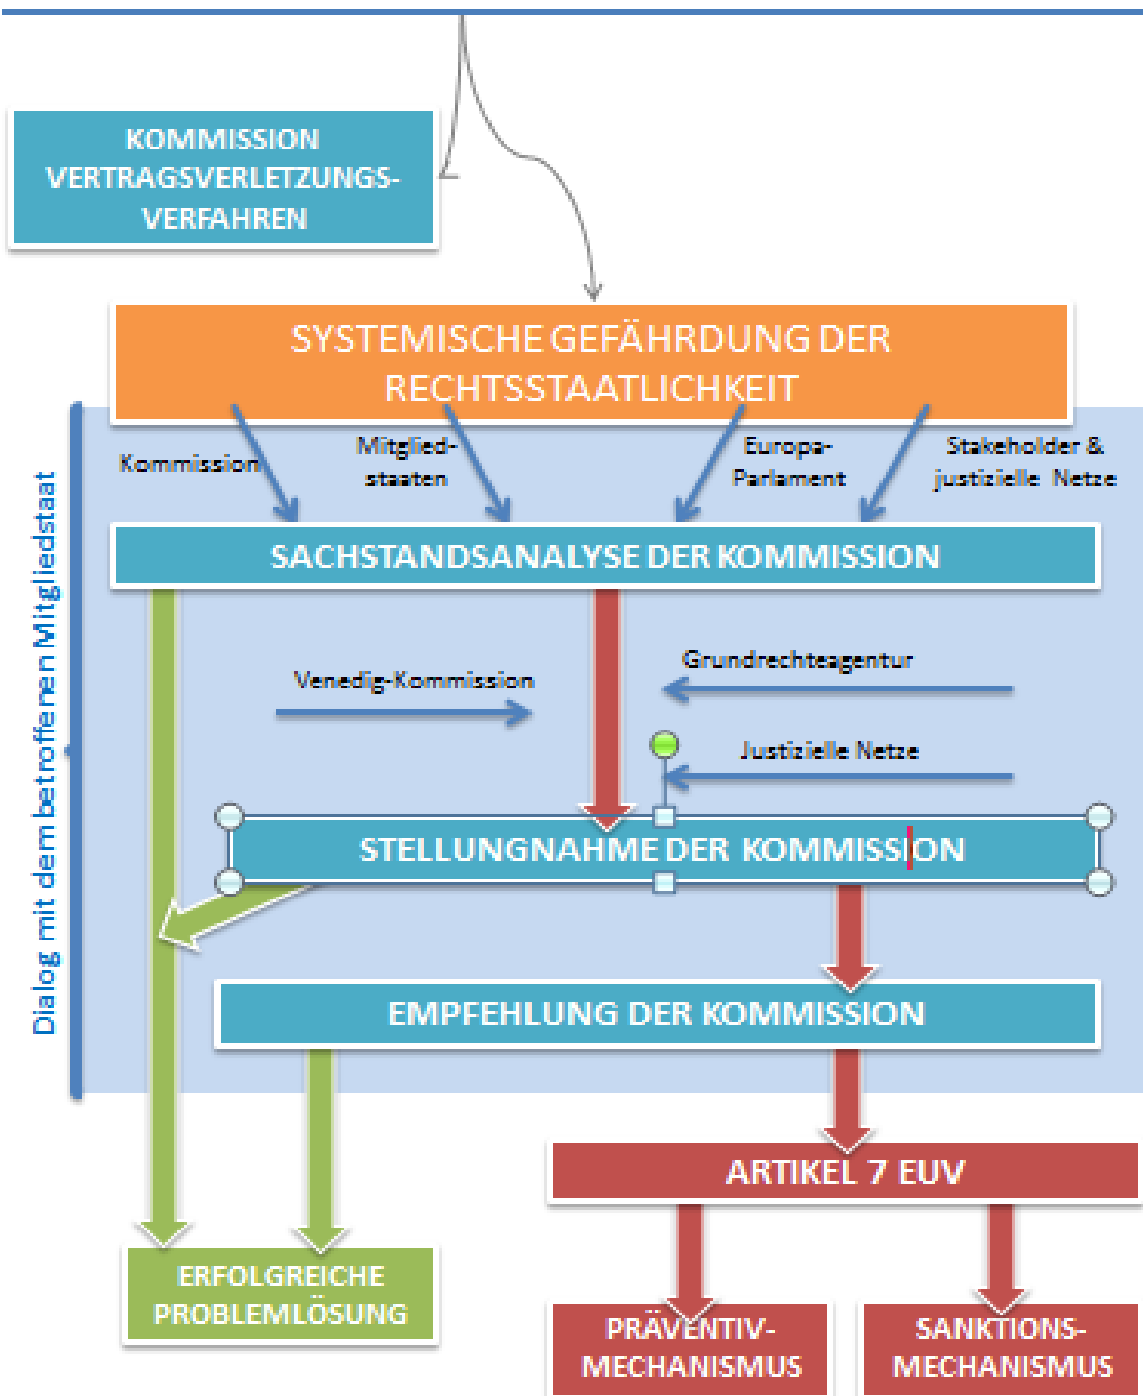 KOMMISSION
VERTRAGSVERLETZUNGS-
VERFAHREN
SYSTEMISCHE GEFÄHRDUNG DER
RECHTSSTAATLICHKEIT
Kommission
Mitglied-
staaten
Europa-
Parlament
Stakeholder &
justizielle Netze
SACHSTANDSANALYSE DER KOMMISSION
Dialog mit dem betroffenen Mitgliedstaat
Venedig-Kommission
Grundrechteagentur
Justizielle Netze
STELLUNGNAHME DER KOMMISSION
EMPFEHLUNG DER KOMMISSION
ARTIKEL 7 EUV
ERFOLGREICHE
PROBLEMLÖSUNG
PRÄVENTIV-
MECHANISMUS
SANKTIONS-
MECHANISMUS